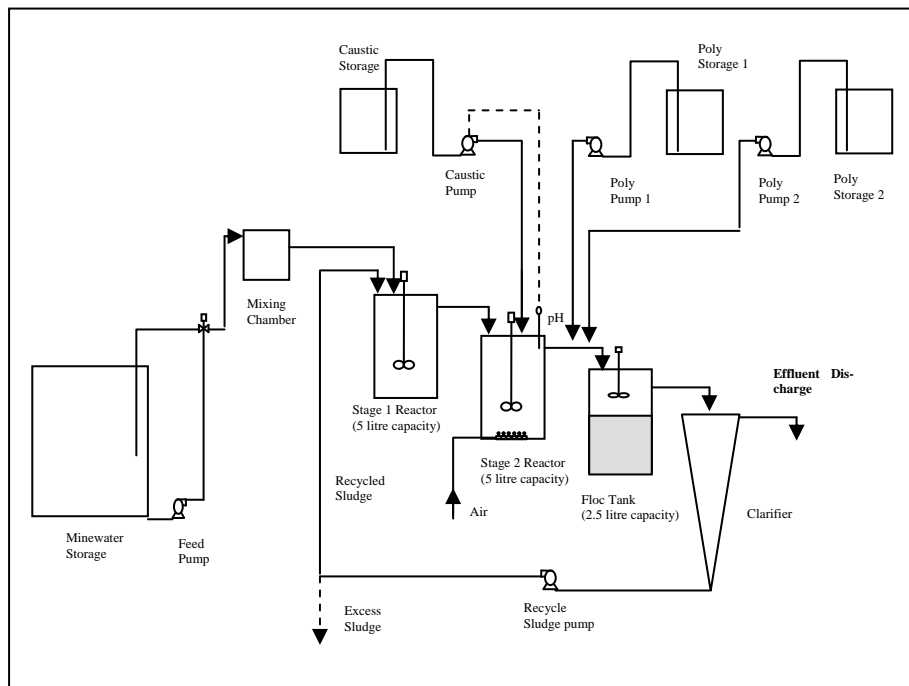 Caustic
Storage
Poly
Storage 1
Caustic
Pump
Poly
Pump 1
Poly
Pump 2
Poly
Storage 2
Mixing
Chamber
pH
Effluent Dis-
charge
Stage 1 Reactor
(5 litre capacity)
Stage 2 Reactor
(5 litre capacity)
Recycled
Sludge
Floc Tank
(2.5 litre capacity)
Clarifier
Air
Minewater
Storage
Feed
Pump
Excess
Sludge
Recycle
Sludge pump